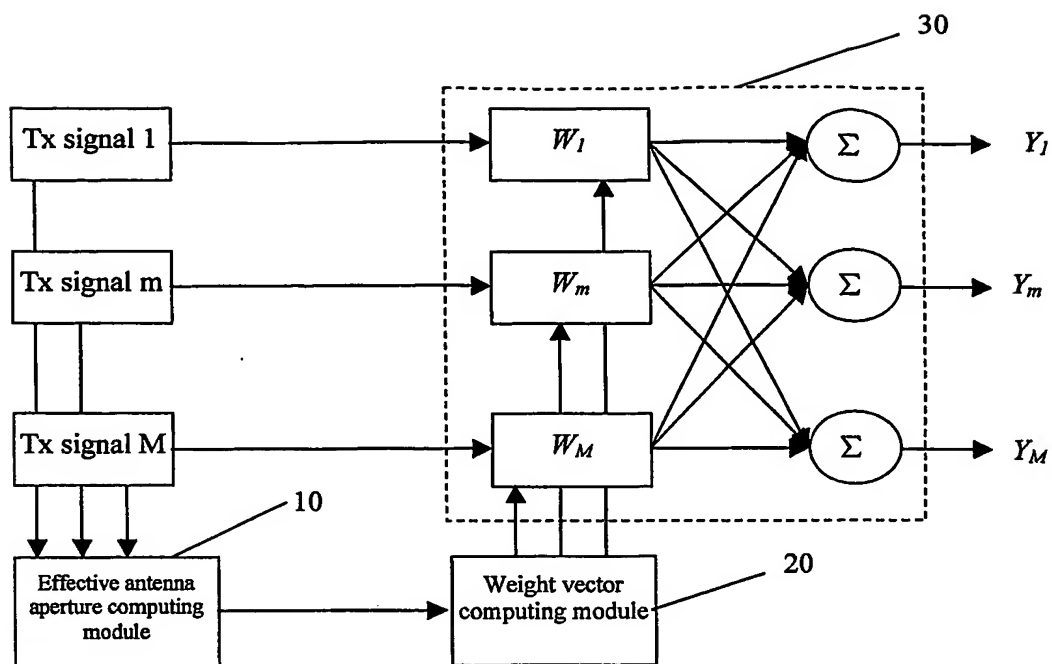 30
Tx signal 1
W1
Σ
Y1
Tx signal m
Wm
Σ
Ym
Tx signal M
WM
Σ
YM
10
20
Effective antenna
aperture computing
module
Weight vector
computing module